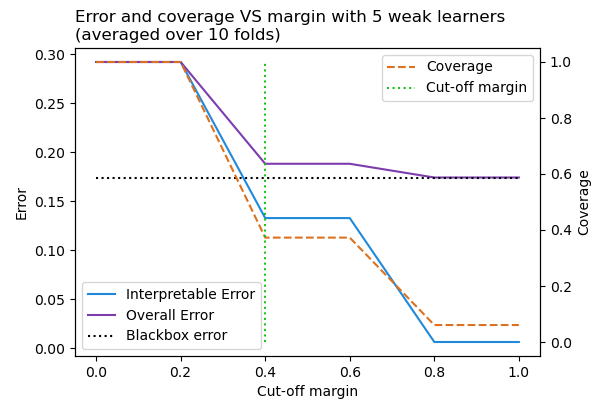 Error and coverage VS margin with 5 weak learners
(averaged over 10 folds)
0.30
0.25
0.20
0.15
0.10
0.05
0.00
Error
1.0
0.8
0.6
0.4
0.2
0.0
Coverage
Coverage
Cut-off margin
Interpretable Error
Overall Error
Blackbox error
0.0 0.2 0.4 0.6 0.8 1.0
Cut-off margin